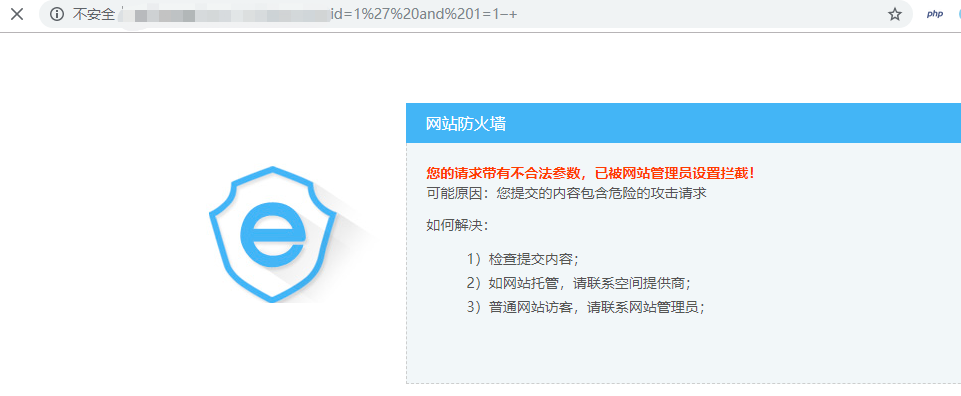 不安全 id=1%27%20and%201=1--+
php
网站防火墙
您的请求带有不合法参数，已被网站管理员设置拦截！
可能原因：您提交的内容包含危险的攻击请求
如何解决：
1）检查提交内容；
2）如网站托管，请联系空间提供商；
3）普通网站访客，请联系网站管理员；